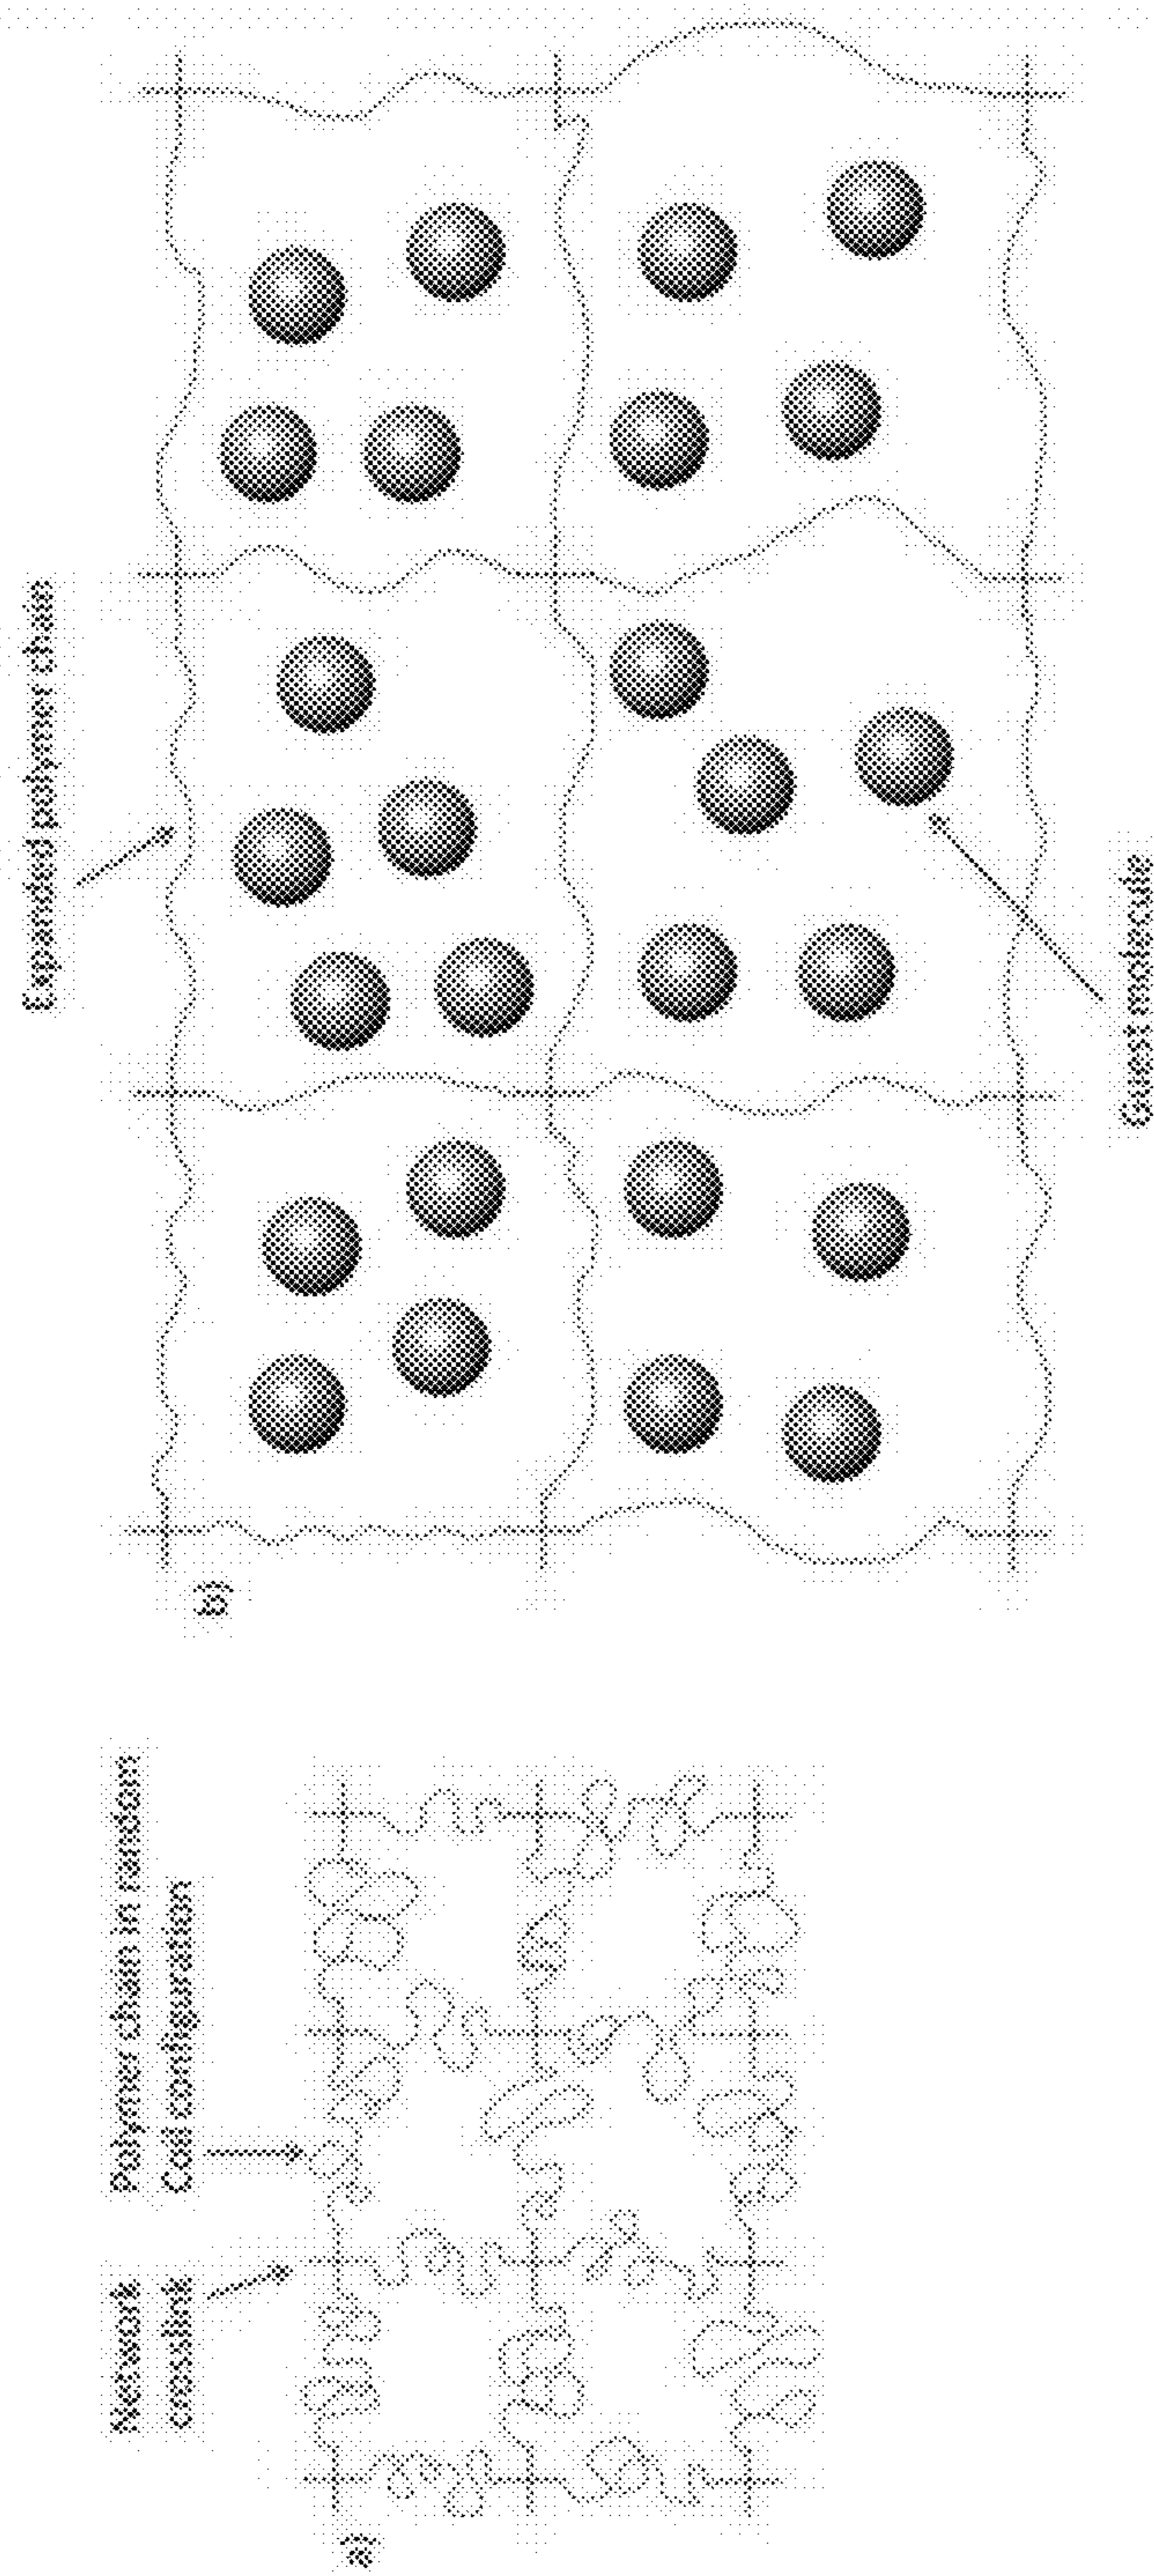 a)
Network
crosslink
Polymer chain in random
Coil configuration
b)
Expanded polymer chain
Guest molecule